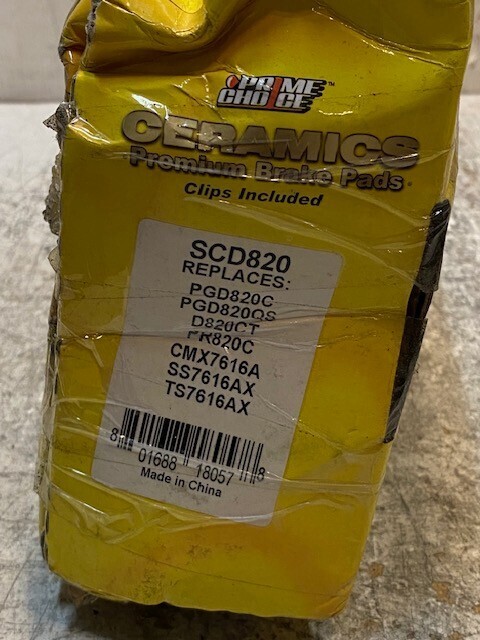 PRIME
CHOICE™
CERAMICS
Premium Brake Pads
Clips Included
SCD820
REPLACES:
PGD820C
PGD820QS
D820CT
PR820C
CMX7616A
SS7616AX
TS7616AX
8 01688 18057 8
Made in China